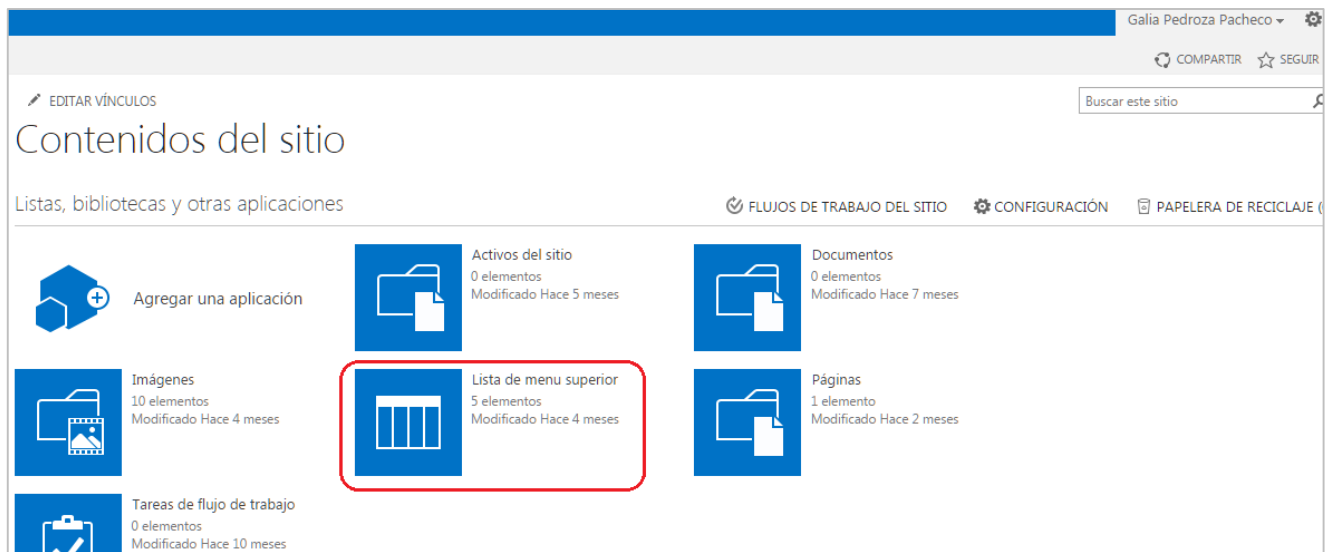 Galia Pedroza Pacheco
COMPARTIR SEGUIR
EDITAR VÍNCULOS
Buscar este sitio
Contenidos del sitio
Listas, bibliotecas y otras aplicaciones
FLUJOS DE TRABAJO DEL SITIO CONFIGURACIÓN PAPELERA DE RECICLAJE (
Agregar una aplicación
Activos del sitio
0 elementos
Modificado Hace 5 meses
Documentos
0 elementos
Modificado Hace 7 meses
Imágenes
10 elementos
Modificado Hace 4 meses
Lista de menu superior
5 elementos
Modificado Hace 4 meses
Páginas
1 elemento
Modificado Hace 2 meses
Tareas de flujo de trabajo
0 elementos
Modificado Hace 10 meses